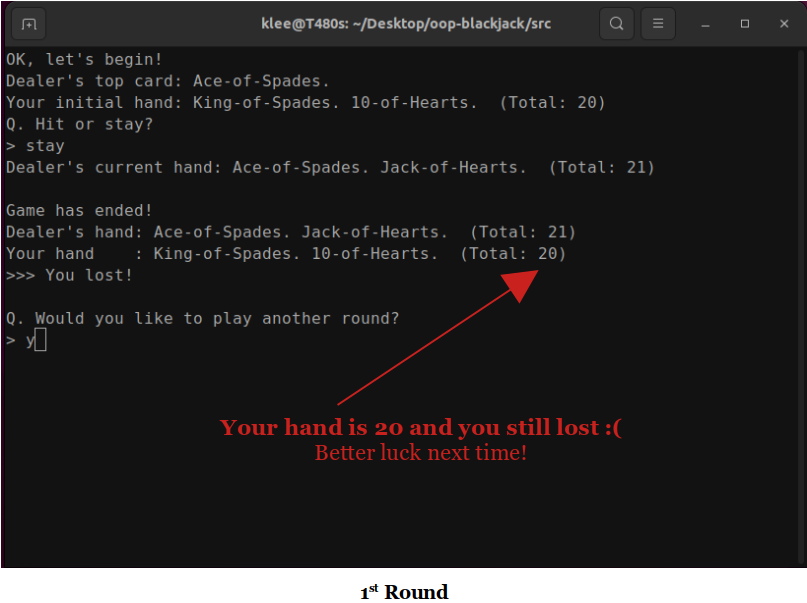 klee@T480s: ~/Desktop/oop-blackjack/src
OK, let's begin!
Dealer's top card: Ace-of-Spades.
Your initial hand: King-of-Spades. 10-of-Hearts.  (Total: 20)
Q. Hit or stay?
> stay
Dealer's current hand: Ace-of-Spades. Jack-of-Hearts.  (Total: 21)
Game has ended!
Dealer's hand: Ace-of-Spades. Jack-of-Hearts.  (Total: 21)
Your hand    : King-of-Spades. 10-of-Hearts.  (Total: 20)
>>> You lost!
Q. Would you like to play another round?
> y
Your hand is 20 and you still lost :(
Better luck next time!
1st Round